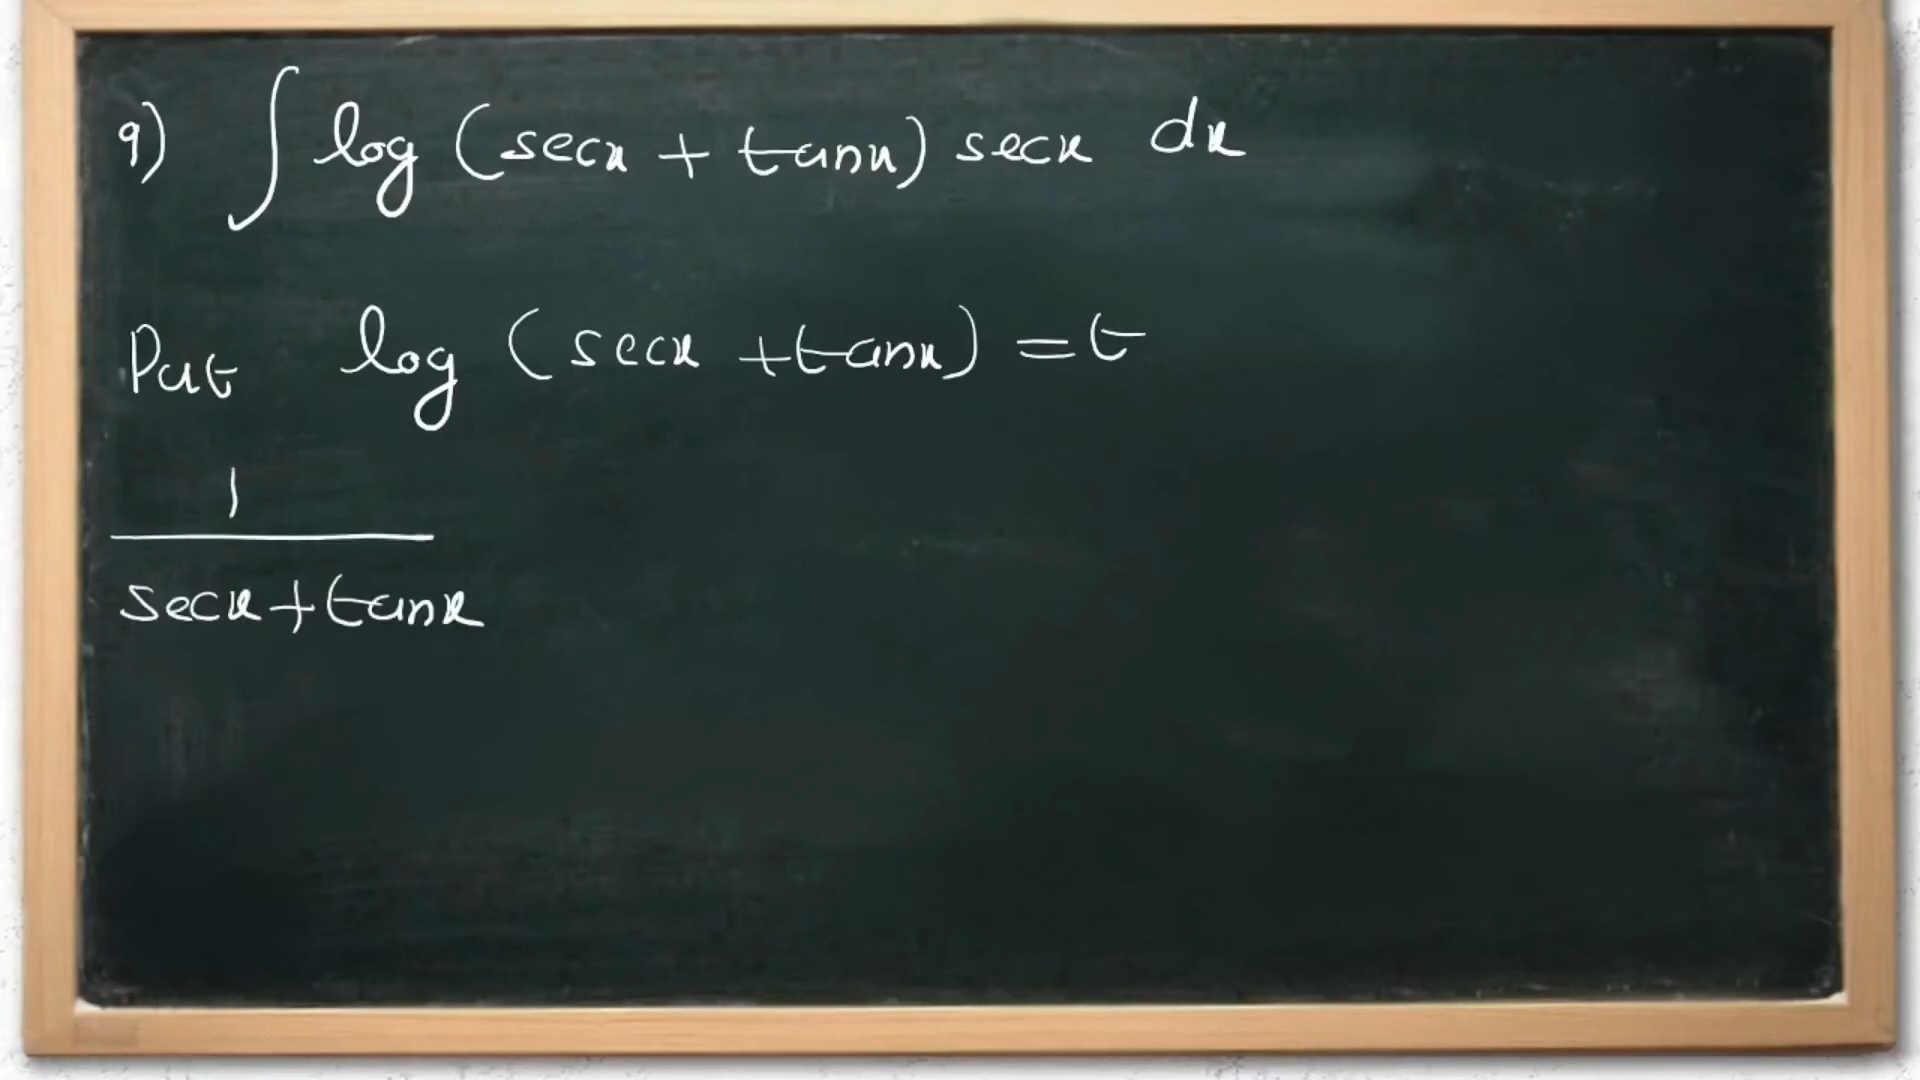 9) ∫ log (secx + tanx) secx dx
Put log (secx + tanx) = t
1
secx + tanx